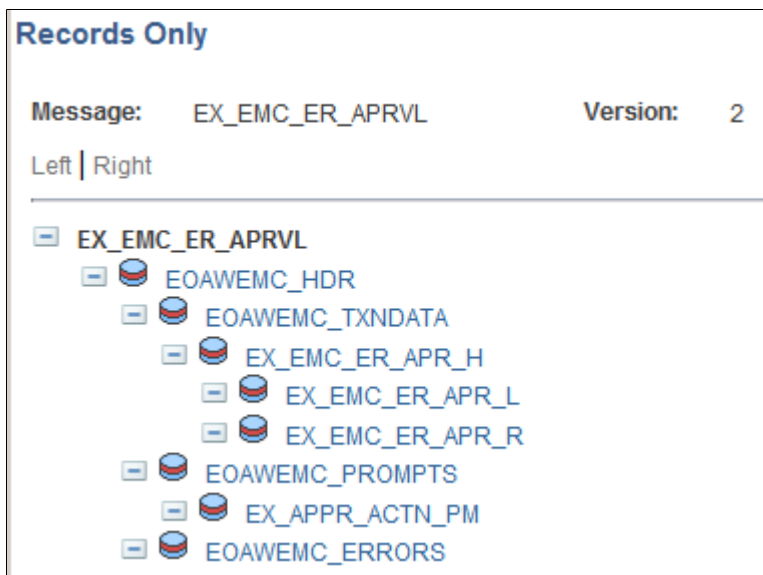 Records Only
Message: EX_EMC_ER_APRVL Version: 2
Left | Right
EX_EMC_ER_APRVL
EOAWEMC_HDR
EOAWEMC_TXNDATA
EX_EMC_ER_APR_H
EX_EMC_ER_APR_L
EX_EMC_ER_APR_R
EOAWEMC_PROMPTS
EX_APPR_ACTN_PM
EOAWEMC_ERRORS